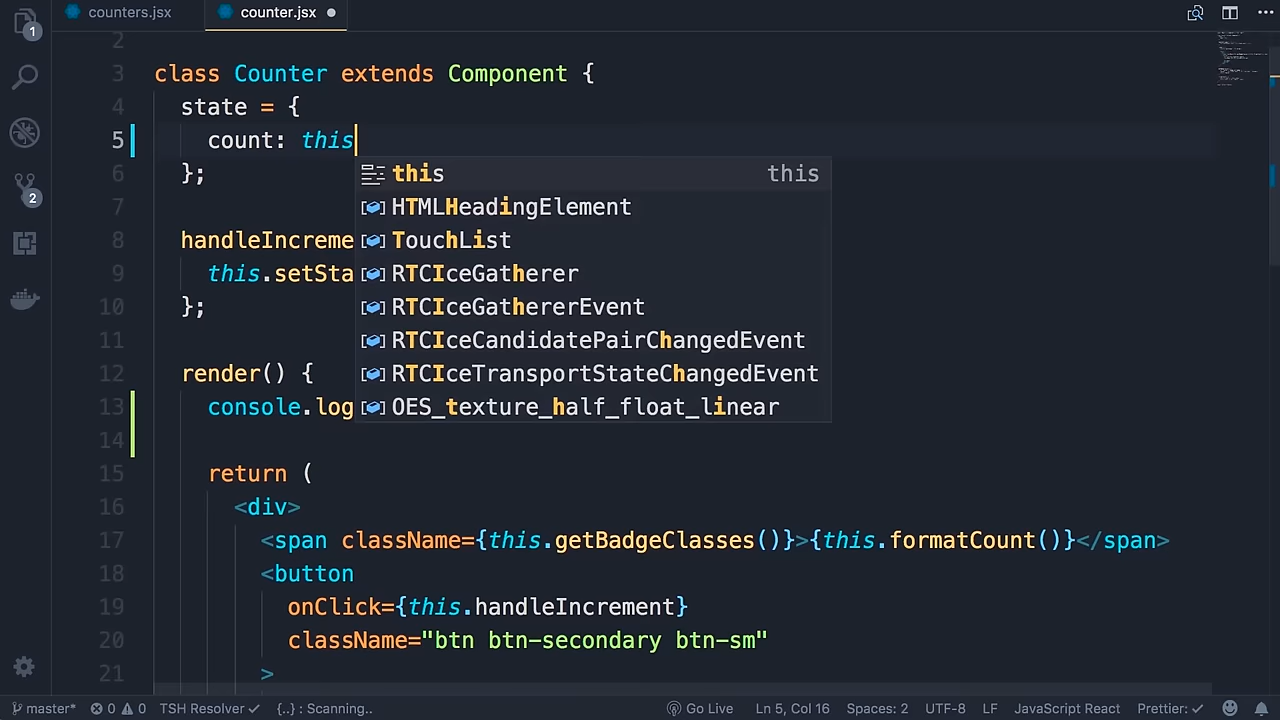 1
counters.jsx
counter.jsx
2
3 class Counter extends Component {
4 state = {
5 count: this
6 };
7
8 handleIncreme
9 this.setSta
10 };
11
12 render() {
13 console.log
14
15 return (
16 <div>
17 <span className={this.getBadgeClasses()}>{this.formatCount()}</span>
18 <button
19 onClick={this.handleIncrement}
20 className="btn btn-secondary btn-sm"
21 >
this this
HTMLHeadingElement
TouchList
RTCIceGatherer
RTCIceGathererEvent
RTCIceCandidatePairChangedEvent
RTCIceTransportStateChangedEvent
OES_texture_half_float_linear
2
master* 0 0 TSH Resolver {..} : Scanning.. Go Live Ln 5, Col 16 Spaces: 2 UTF-8 LF JavaScript React Prettier: